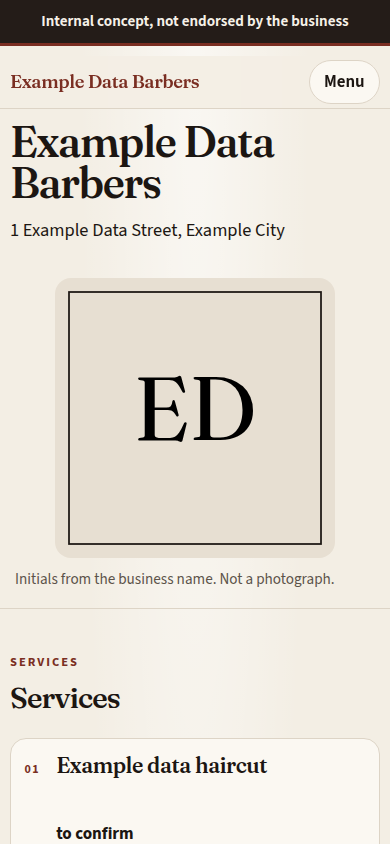 Internal concept, not endorsed by the business
Example Data Barbers
Menu
Example Data
Barbers
1 Example Data Street, Example City
ED
Initials from the business name. Not a photograph.
SERVICES
Services
01
Example data haircut
to confirm